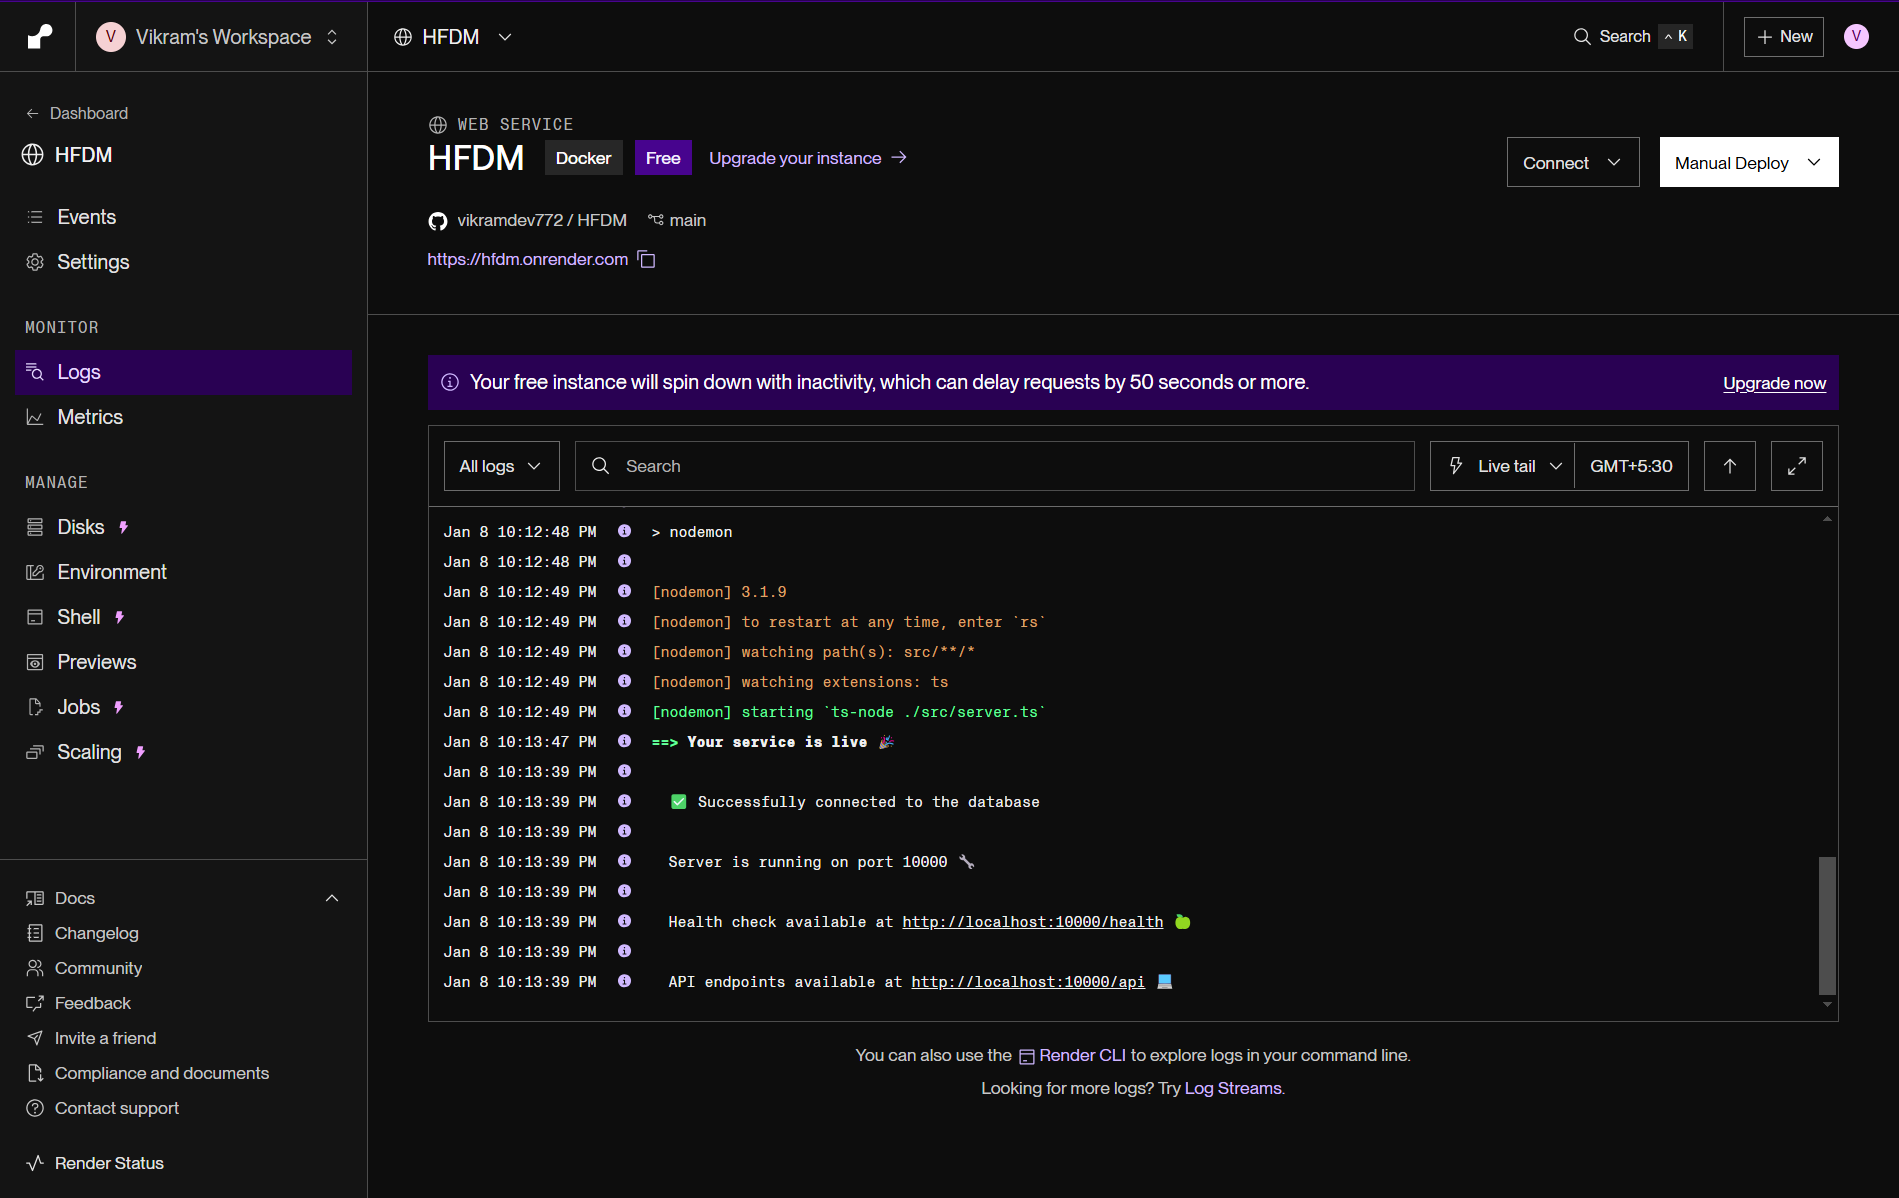 V Vikram's Workspace
HFDM
Search ^ K
+ New
V
← Dashboard
HFDM
Events
Settings
MONITOR
Logs
Metrics
MANAGE
Disks
Environment
Shell
Previews
Jobs
Scaling
Docs
Changelog
Community
Feedback
Invite a friend
Compliance and documents
Contact support
Render Status
WEB SERVICE
HFDM Docker Free Upgrade your instance →
Connect
Manual Deploy
vikramdev772 / HFDM main
https://hfdm.onrender.com
Your free instance will spin down with inactivity, which can delay requests by 50 seconds or more.
Upgrade now
All logs
Search
Live tail
GMT+5:30
Jan 8 10:12:48 PM > nodemon
Jan 8 10:12:48 PM
Jan 8 10:12:49 PM [nodemon] 3.1.9
Jan 8 10:12:49 PM [nodemon] to restart at any time, enter `rs`
Jan 8 10:12:49 PM [nodemon] watching path(s): src/**/*
Jan 8 10:12:49 PM [nodemon] watching extensions: ts
Jan 8 10:12:49 PM [nodemon] starting `ts-node ./src/server.ts`
Jan 8 10:13:47 PM ==> Your service is live 🎉
Jan 8 10:13:39 PM
Jan 8 10:13:39 PM ✅ Successfully connected to the database
Jan 8 10:13:39 PM
Jan 8 10:13:39 PM Server is running on port 10000 🔧
Jan 8 10:13:39 PM
Jan 8 10:13:39 PM Health check available at http://localhost:10000/health 🍏
Jan 8 10:13:39 PM
Jan 8 10:13:39 PM API endpoints available at http://localhost:10000/api 💻
You can also use the Render CLI to explore logs in your command line.
Looking for more logs? Try Log Streams.